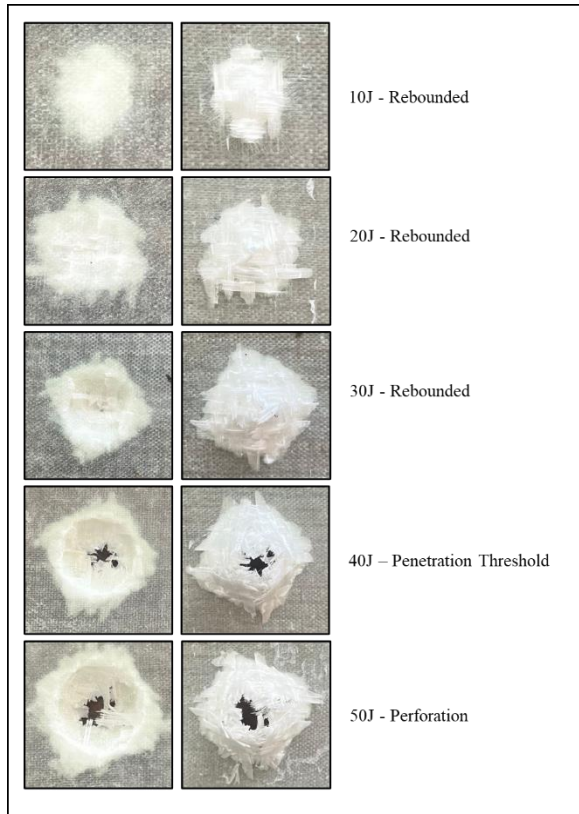 10J - Rebounded
20J - Rebounded
30J - Rebounded
40J – Penetration Threshold
50J - Perforation